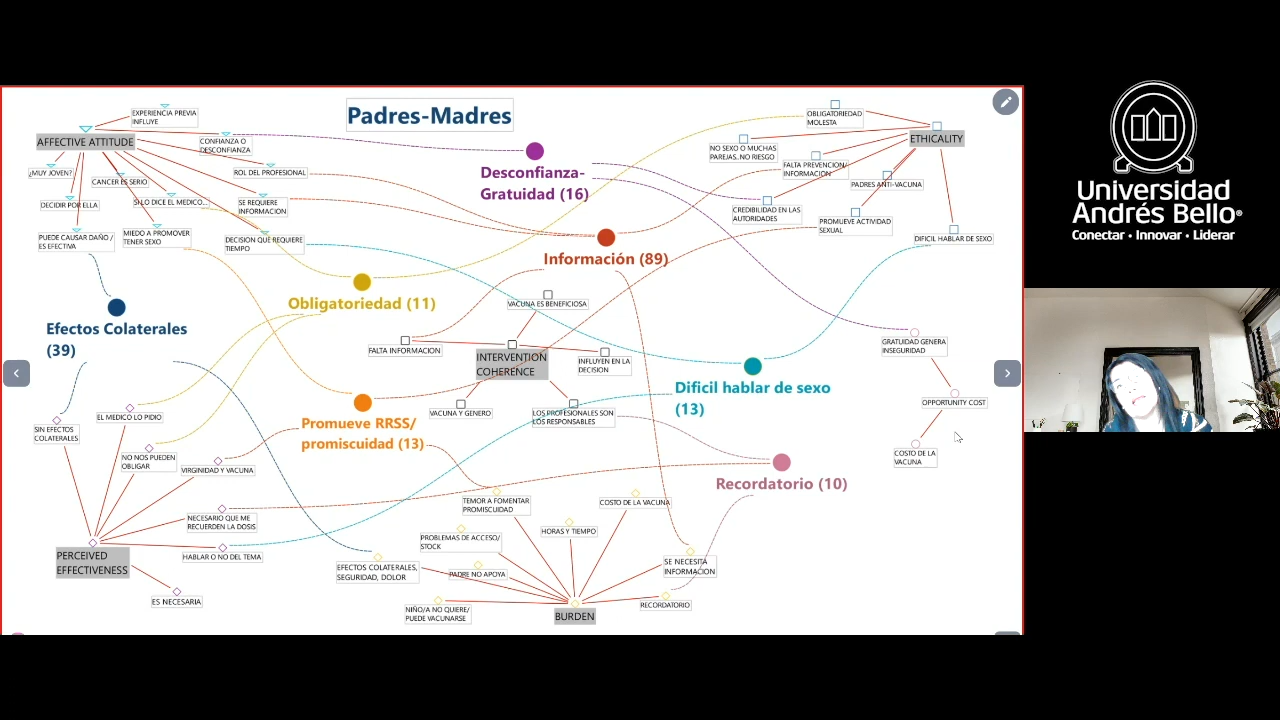 Padres-Madres
EXPERIENCIA PREVIA
INFLUYE
AFFECTIVE ATTITUDE
CONFIANZA O
DESCONFIANZA
¿MUY JOVEN?
CANCER ES SERIO
ROL DEL PROFESIONAL
DECIDIR POR ELLA
SI LO DICE EL MEDICO...
SE REQUIERE
INFORMACION
PUEDE CAUSAR DAÑO /
ES EFECTIVA
MIEDO A PROMOVER
TENER SEXO
DECISION QUE REQUIERE
TIEMPO
Desconfianza-
Gratuidad (16)
OBLIGATORIEDAD
MOLESTA
ETHICALITY
NO SEXO O MUCHAS
PAREJAS..NO RIESGO
FALTA PREVENCION/
INFORMACION
PADRES ANTI-VACUNA
CREDIBILIDAD EN LAS
AUTORIDADES
PROMUEVE ACTIVIDAD
SEXUAL
DIFICIL HABLAR DE SEXO
Información (89)
Obligatoriedad (11)
Efectos Colaterales
(39)
VACUNA ES BENEFICIOSA
FALTA INFORMACION
INTERVENTION
COHERENCE
INFLUYEN EN LA
DECISION
VACUNA Y GENERO
LOS PROFESIONALES SON
LOS RESPONSABLES
GRATUIDAD GENERA
INSEGURIDAD
OPPORTUNITY COST
COSTO DE LA
VACUNA
Dificil hablar de sexo
(13)
Promueve RRSS/
promiscuidad (13)
Recordatorio (10)
SIN EFECTOS
COLATERALES
EL MEDICO LO PIDIO
NO NOS PUEDEN
OBLIGAR
VIRGINIDAD Y VACUNA
NECESARIO QUE ME
RECUERDEN LA DOSIS
PERCEIVED
EFFECTIVENESS
HABLAR O NO DEL TEMA
ES NECESARIA
TEMOR A FOMENTAR
PROMISCUIDAD
COSTO DE LA VACUNA
PROBLEMAS DE ACCESO/
STOCK
HORAS Y TIEMPO
EFECTOS COLATERALES,
SEGURIDAD, DOLOR
PADRE NO APOYA
SE NECESITA
INFORMACION
NIÑO/A NO QUIERE/
PUEDE VACUNARSE
BURDEN
RECORDATORIO
Universidad
Andrés Bello®
Conectar • Innovar • Liderar